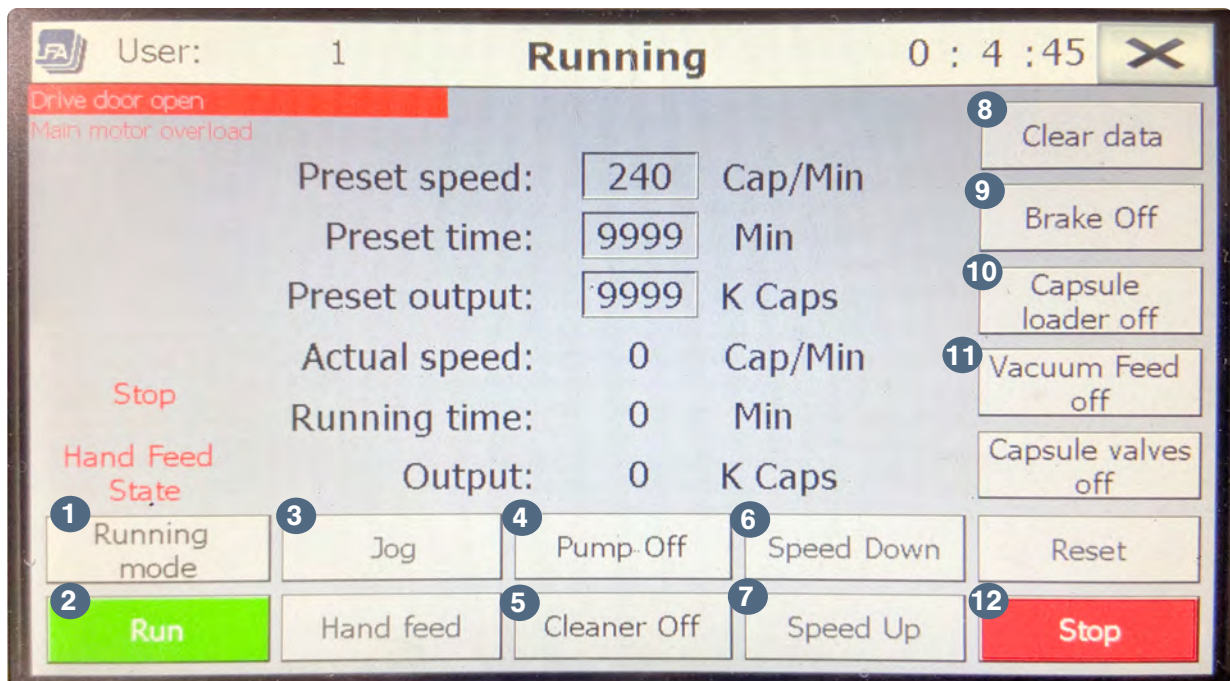 SFA User: 1 Running 0 : 4 : 45
Drive door open
Main motor overload
8
Clear data
Preset speed: 240 Cap/Min
9
Brake Off
Preset time: 9999 Min
10
Capsule
loader off
Preset output: 9999 K Caps
Actual speed: 0 Cap/Min
11
Vacuum Feed
off
Stop
Running time: 0 Min
Hand Feed
State
Output: 0 K Caps
Capsule valves
off
1
Running
mode
3
Jog
4
Pump Off
6
Speed Down
Reset
2
Run
Hand feed
5
Cleaner Off
7
Speed Up
12
Stop